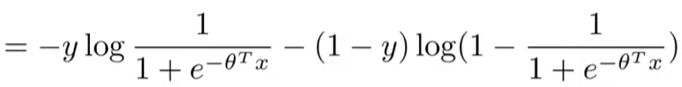 = -y log 1/(1 + e^{-θ^T x}) - (1 - y) log(1 - 1/(1 + e^{-θ^T x}))